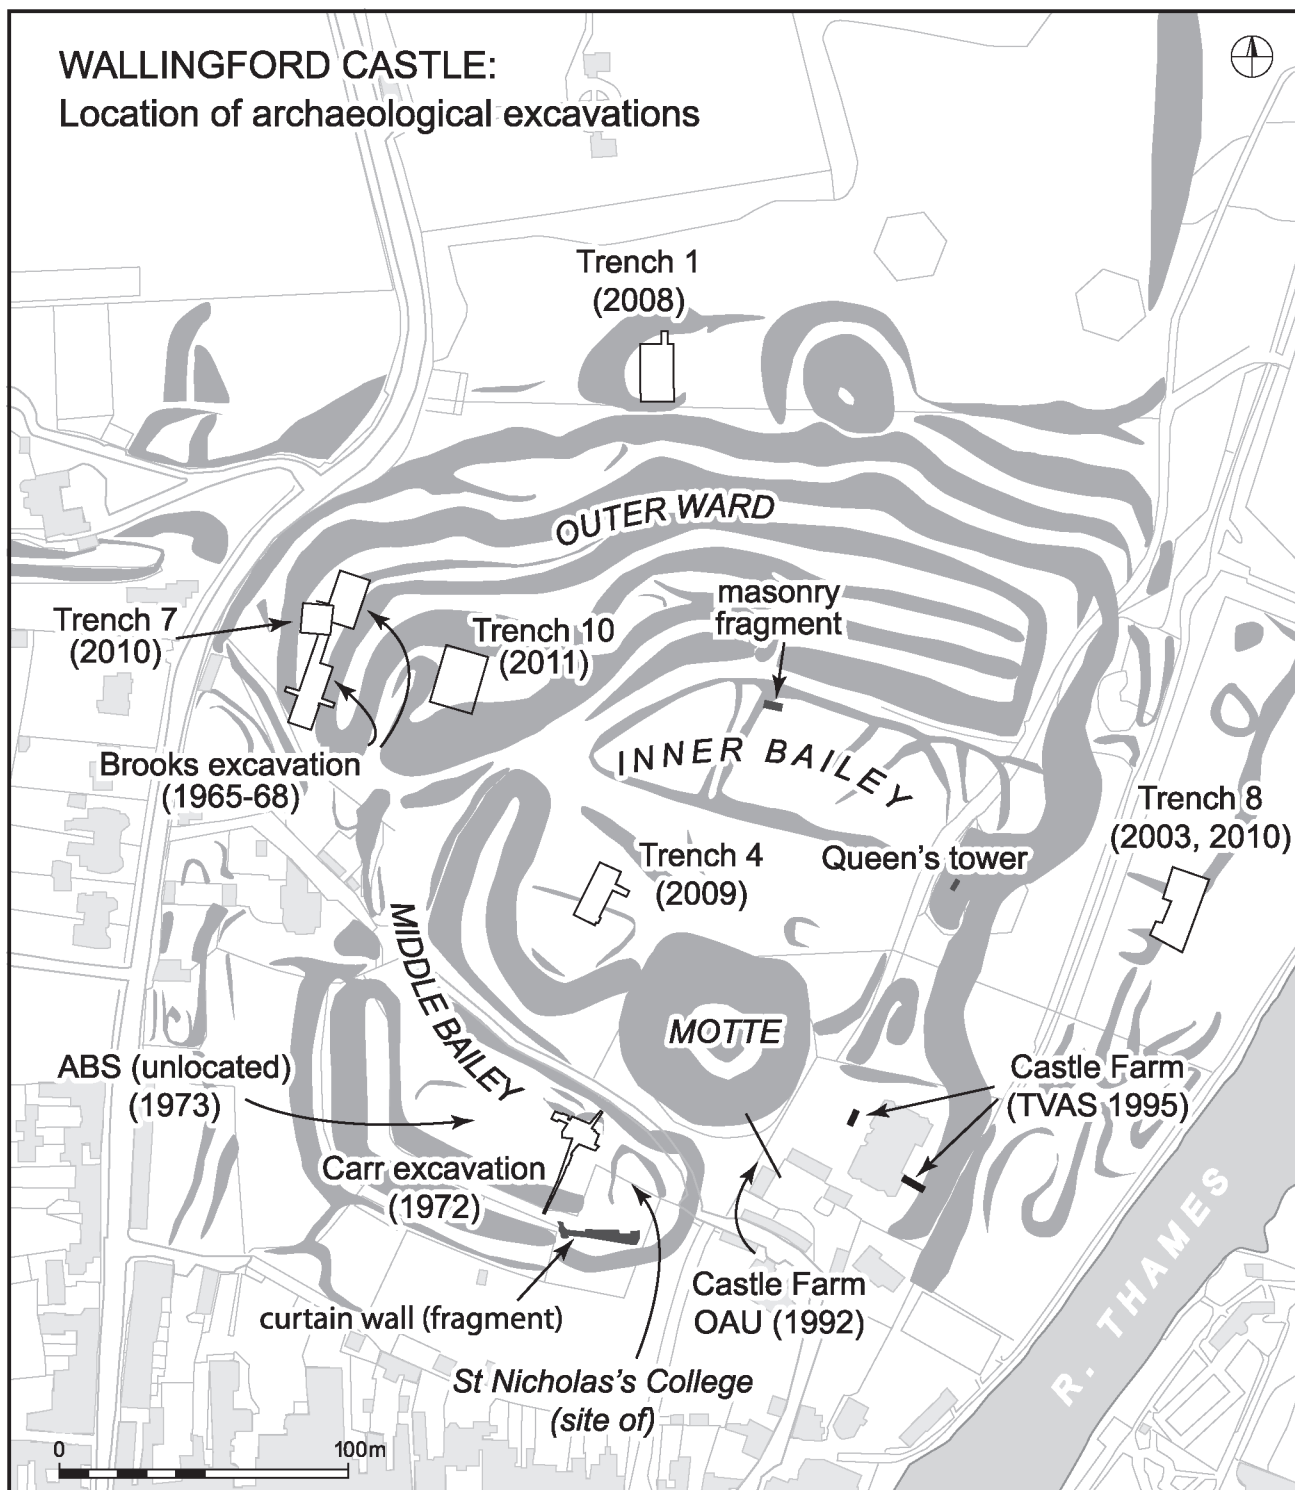 WALLINGFORD CASTLE:
Location of archaeological excavations
Trench 1
(2008)
OUTER WARD
masonry
fragment
Trench 7
(2010)
Trench 10
(2011)
INNER BAILEY
Brooks excavation
(1965-68)
Trench 8
(2003, 2010)
Trench 4
(2009)
Queen's tower
MIDDLE BAILEY
MOTTE
ABS (unlocated)
(1973)
Castle Farm
(TVAS 1995)
Carr excavation
(1972)
R. THAMES
Castle Farm
OAU (1992)
curtain wall (fragment)
St Nicholas's College
(site of)
0 100m